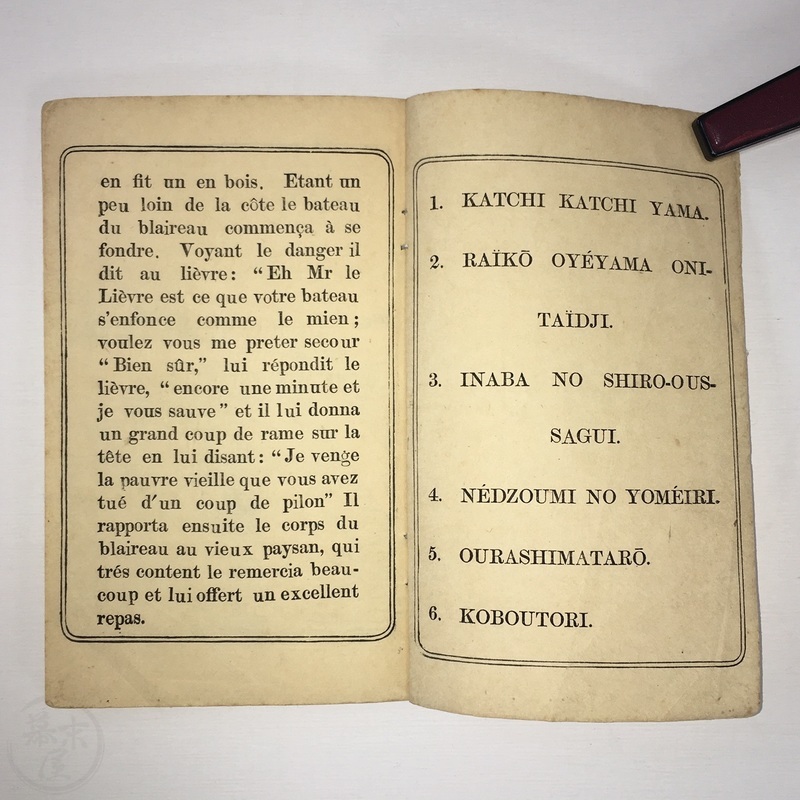 en fit un en bois. Etant un
peu loin de la côte le bateau
du blaireau commença à se
fondre. Voyant le danger il
dit au lièvre: “Eh Mr le
Lièvre est ce que votre bateau
s'enfonce comme le mien;
voulez vous me preter secour
“Bien sûr,” lui répondit le
lièvre, “encore une minute et
je vous sauve” et il lui donna
un grand coup de rame sur la
tête en lui disant: “Je venge
la pauvre vieille que vous avez
tué d'un coup de pilon” Il
rapporta ensuite le corps du
blaireau au vieux paysan, qui
trés content le remercia beau-
coup et lui offert un excellent
repas.
1. KATCHI KATCHI YAMA.
2. RAÏKŌ OYÉYAMA ONI-
TAÏDJI.
3. INABA NO SHIRO-OUS-
SAGUI.
4. NÉDZOUMI NO YOMÉIRI.
5. OURASHIMATARŌ.
6. KOBOUTORI.
幕末屋